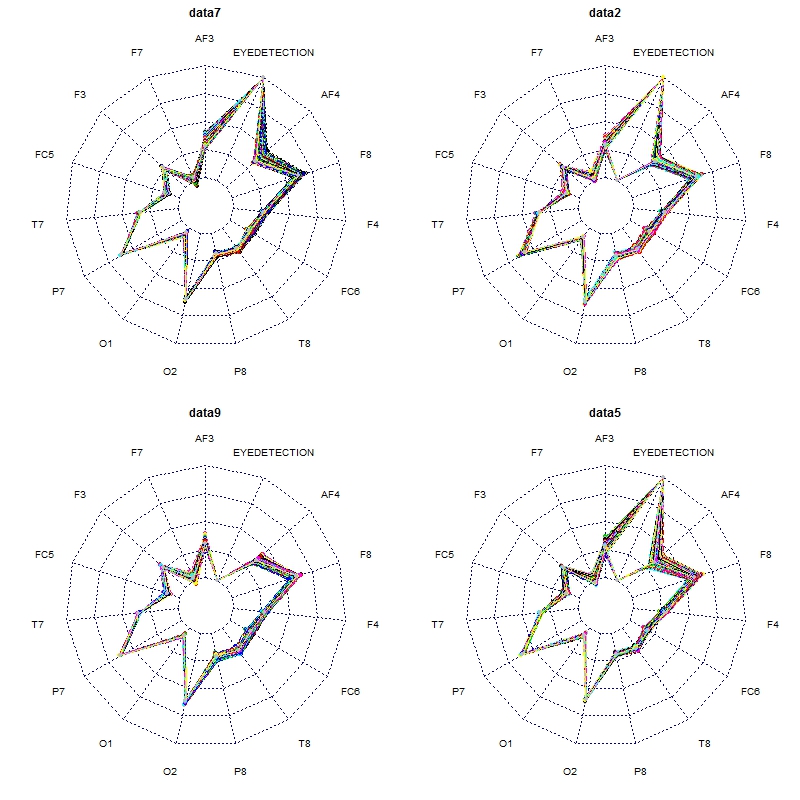 data7
AF3
F7
EYEDETECTION
F3
AF4
FC5
F8
T7
F4
P7
FC6
O1
T8
O2
P8
data2
AF3
F7
EYEDETECTION
F3
AF4
FC5
F8
T7
F4
P7
FC6
O1
T8
O2
P8
data9
AF3
F7
EYEDETECTION
F3
AF4
FC5
F8
T7
F4
P7
FC6
O1
T8
O2
P8
data5
AF3
F7
EYEDETECTION
F3
AF4
FC5
F8
T7
F4
P7
FC6
O1
T8
O2
P8